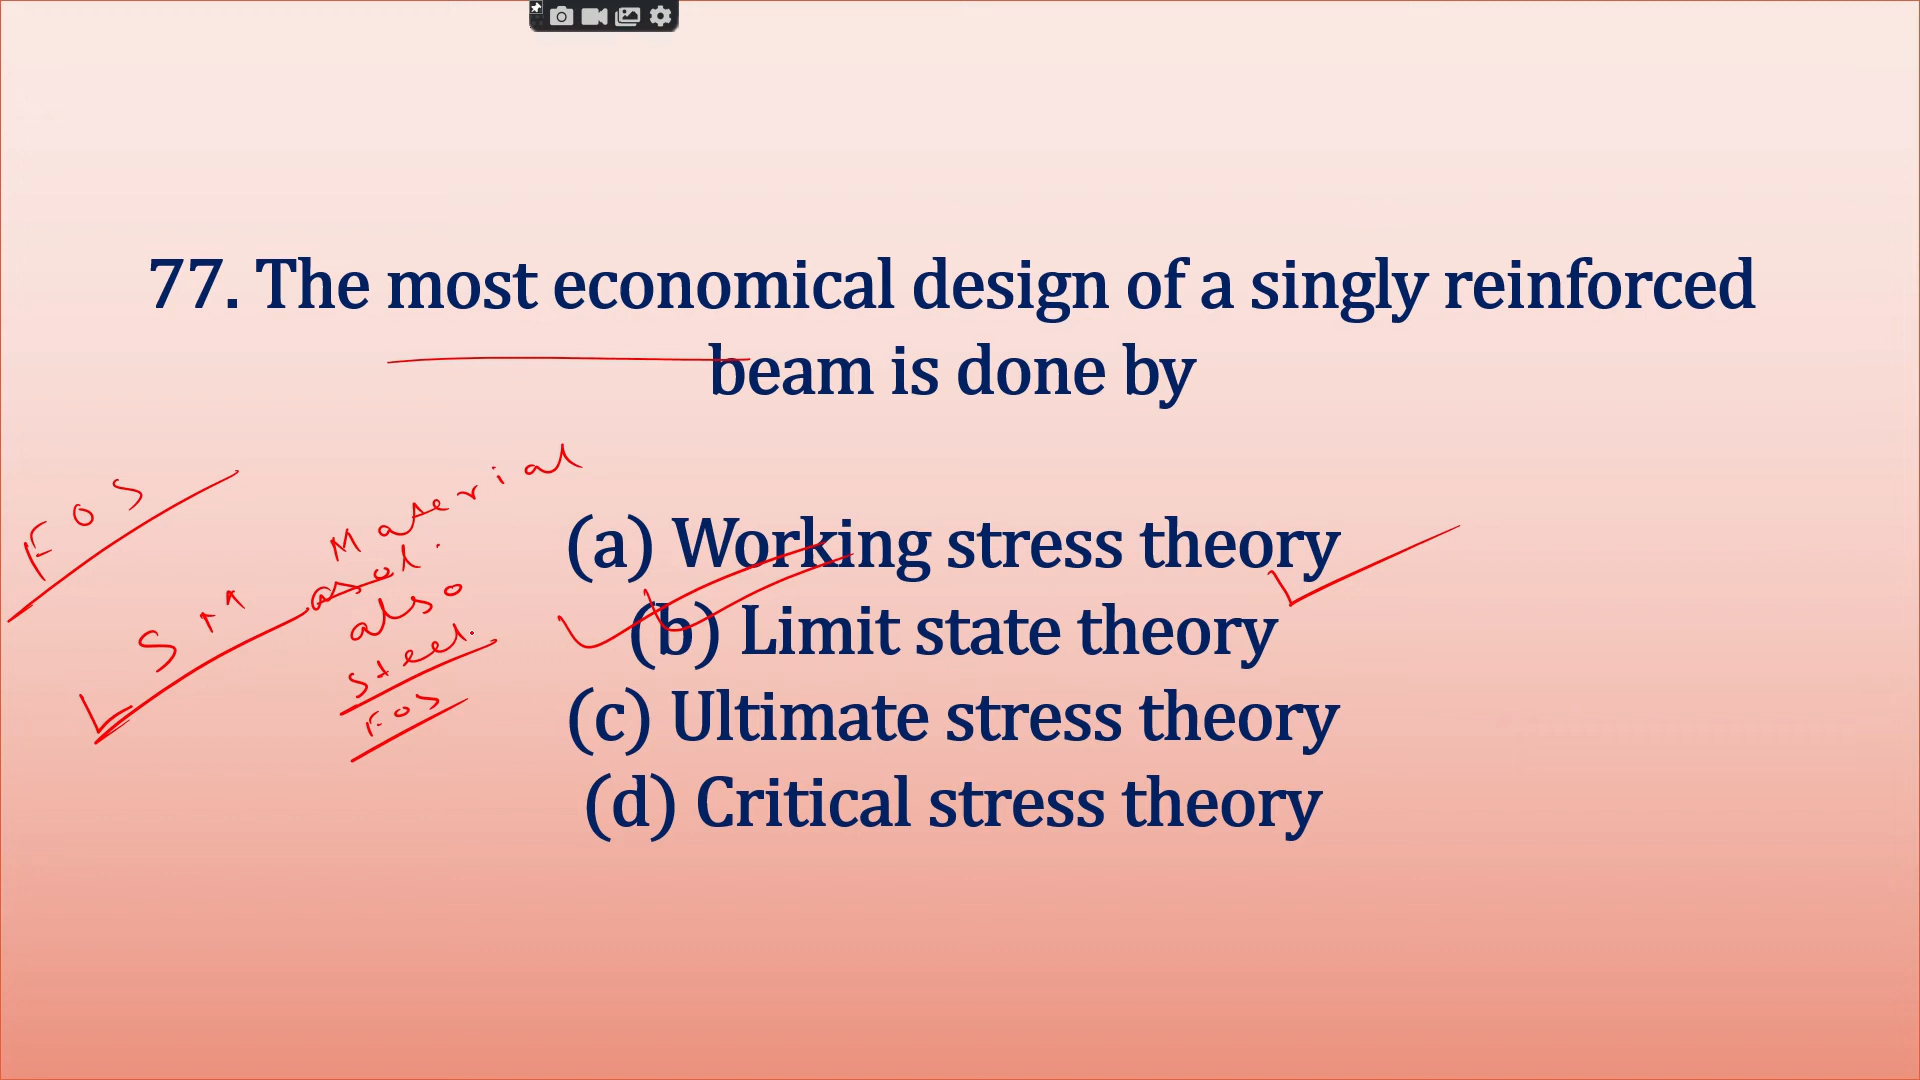 77. The most economical design of a singly reinforced
beam is done by
FOS
Material
also
steel.
FOS
(a) Working stress theory
(b) Limit state theory
(c) Ultimate stress theory
(d) Critical stress theory